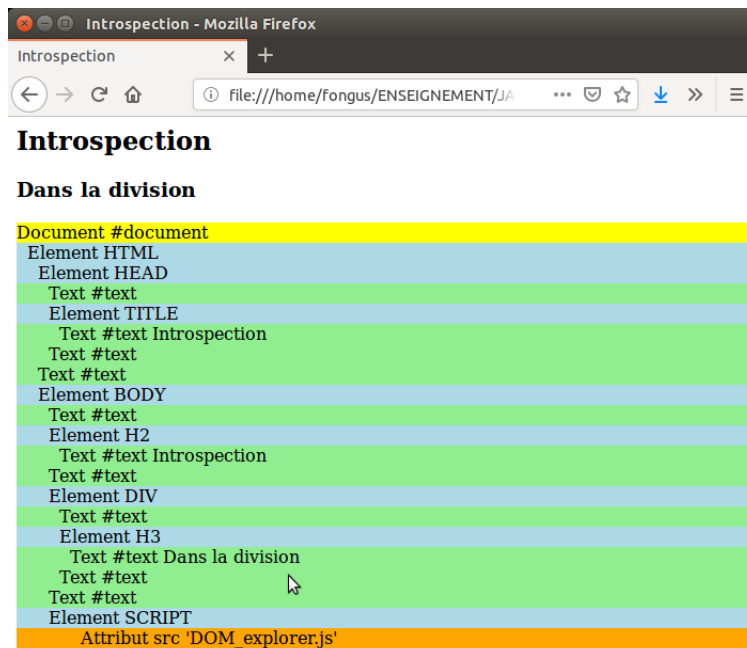 Introspection - Mozilla Firefox
Introspection
file:///home/fongus/ENSEIGNEMENT/JA
Introspection
Dans la division
Document #document
Element HTML
Element HEAD
Text #text
Element TITLE
Text #text Introspection
Text #text
Text #text
Element BODY
Text #text
Element H2
Text #text Introspection
Text #text
Element DIV
Text #text
Element H3
Text #text Dans la division
Text #text
Text #text
Element SCRIPT
Attribut src 'DOM_explorer.js'